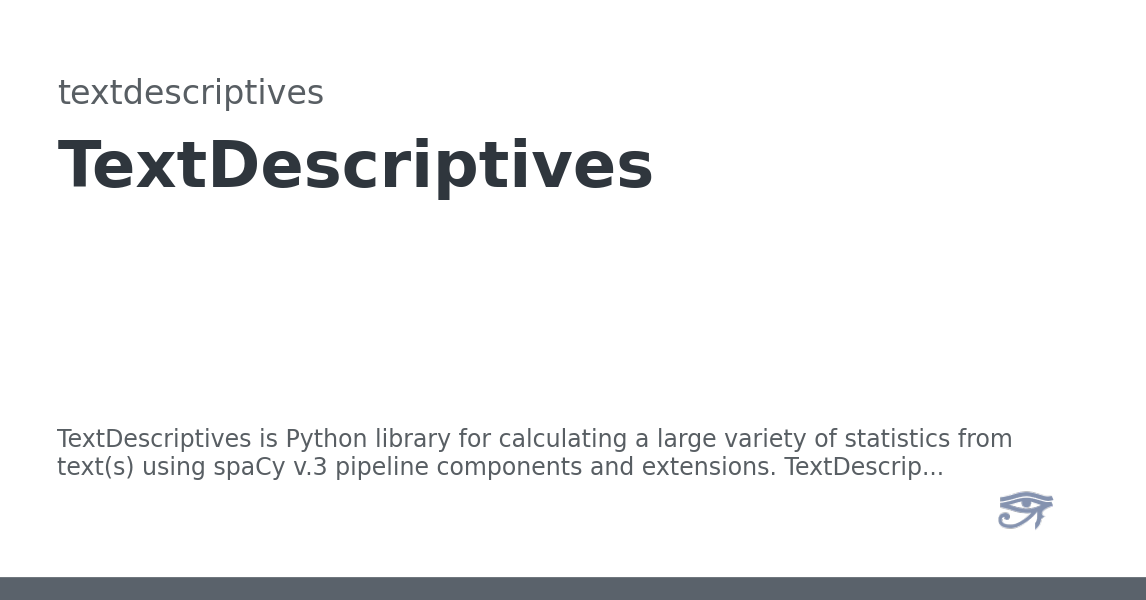 textdescriptives
TextDescriptives
TextDescriptives is Python library for calculating a large variety of statistics from
text(s) using spaCy v.3 pipeline components and extensions. TextDescrip...